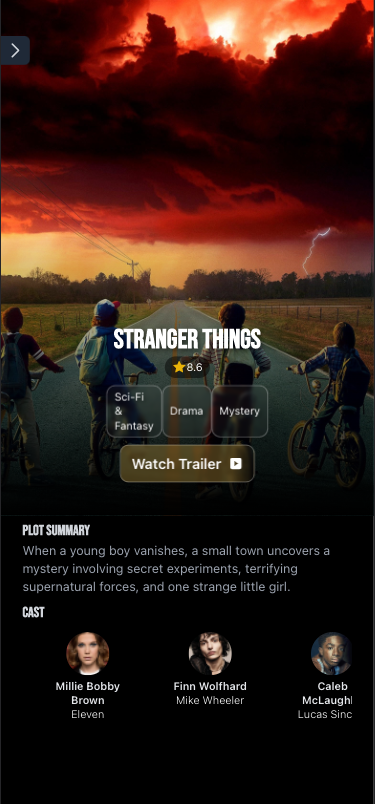 STRANGER THINGS
8.6
Sci-Fi
&
Fantasy
Drama
Mystery
Watch Trailer
PLOT SUMMARY
When a young boy vanishes, a small town uncovers a
mystery involving secret experiments, terrifying
supernatural forces, and one strange little girl.
CAST
Millie Bobby
Brown
Eleven
Finn Wolfhard
Mike Wheeler
Caleb
McLaughl
Lucas Sinc